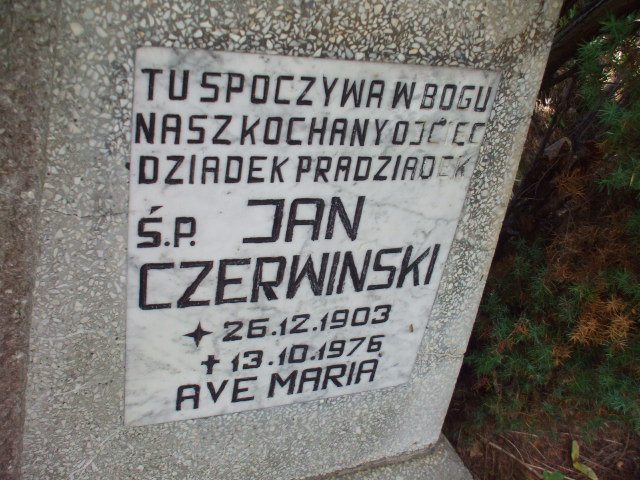 TU SPOCZYWA W BOGU
NASZ KOCHANY OJCIEC
DZIADEK PRADZIADEK
Ś.P. JAN
CZERWINSKI
26.12.1903
13.10.1976
AVE MARIA